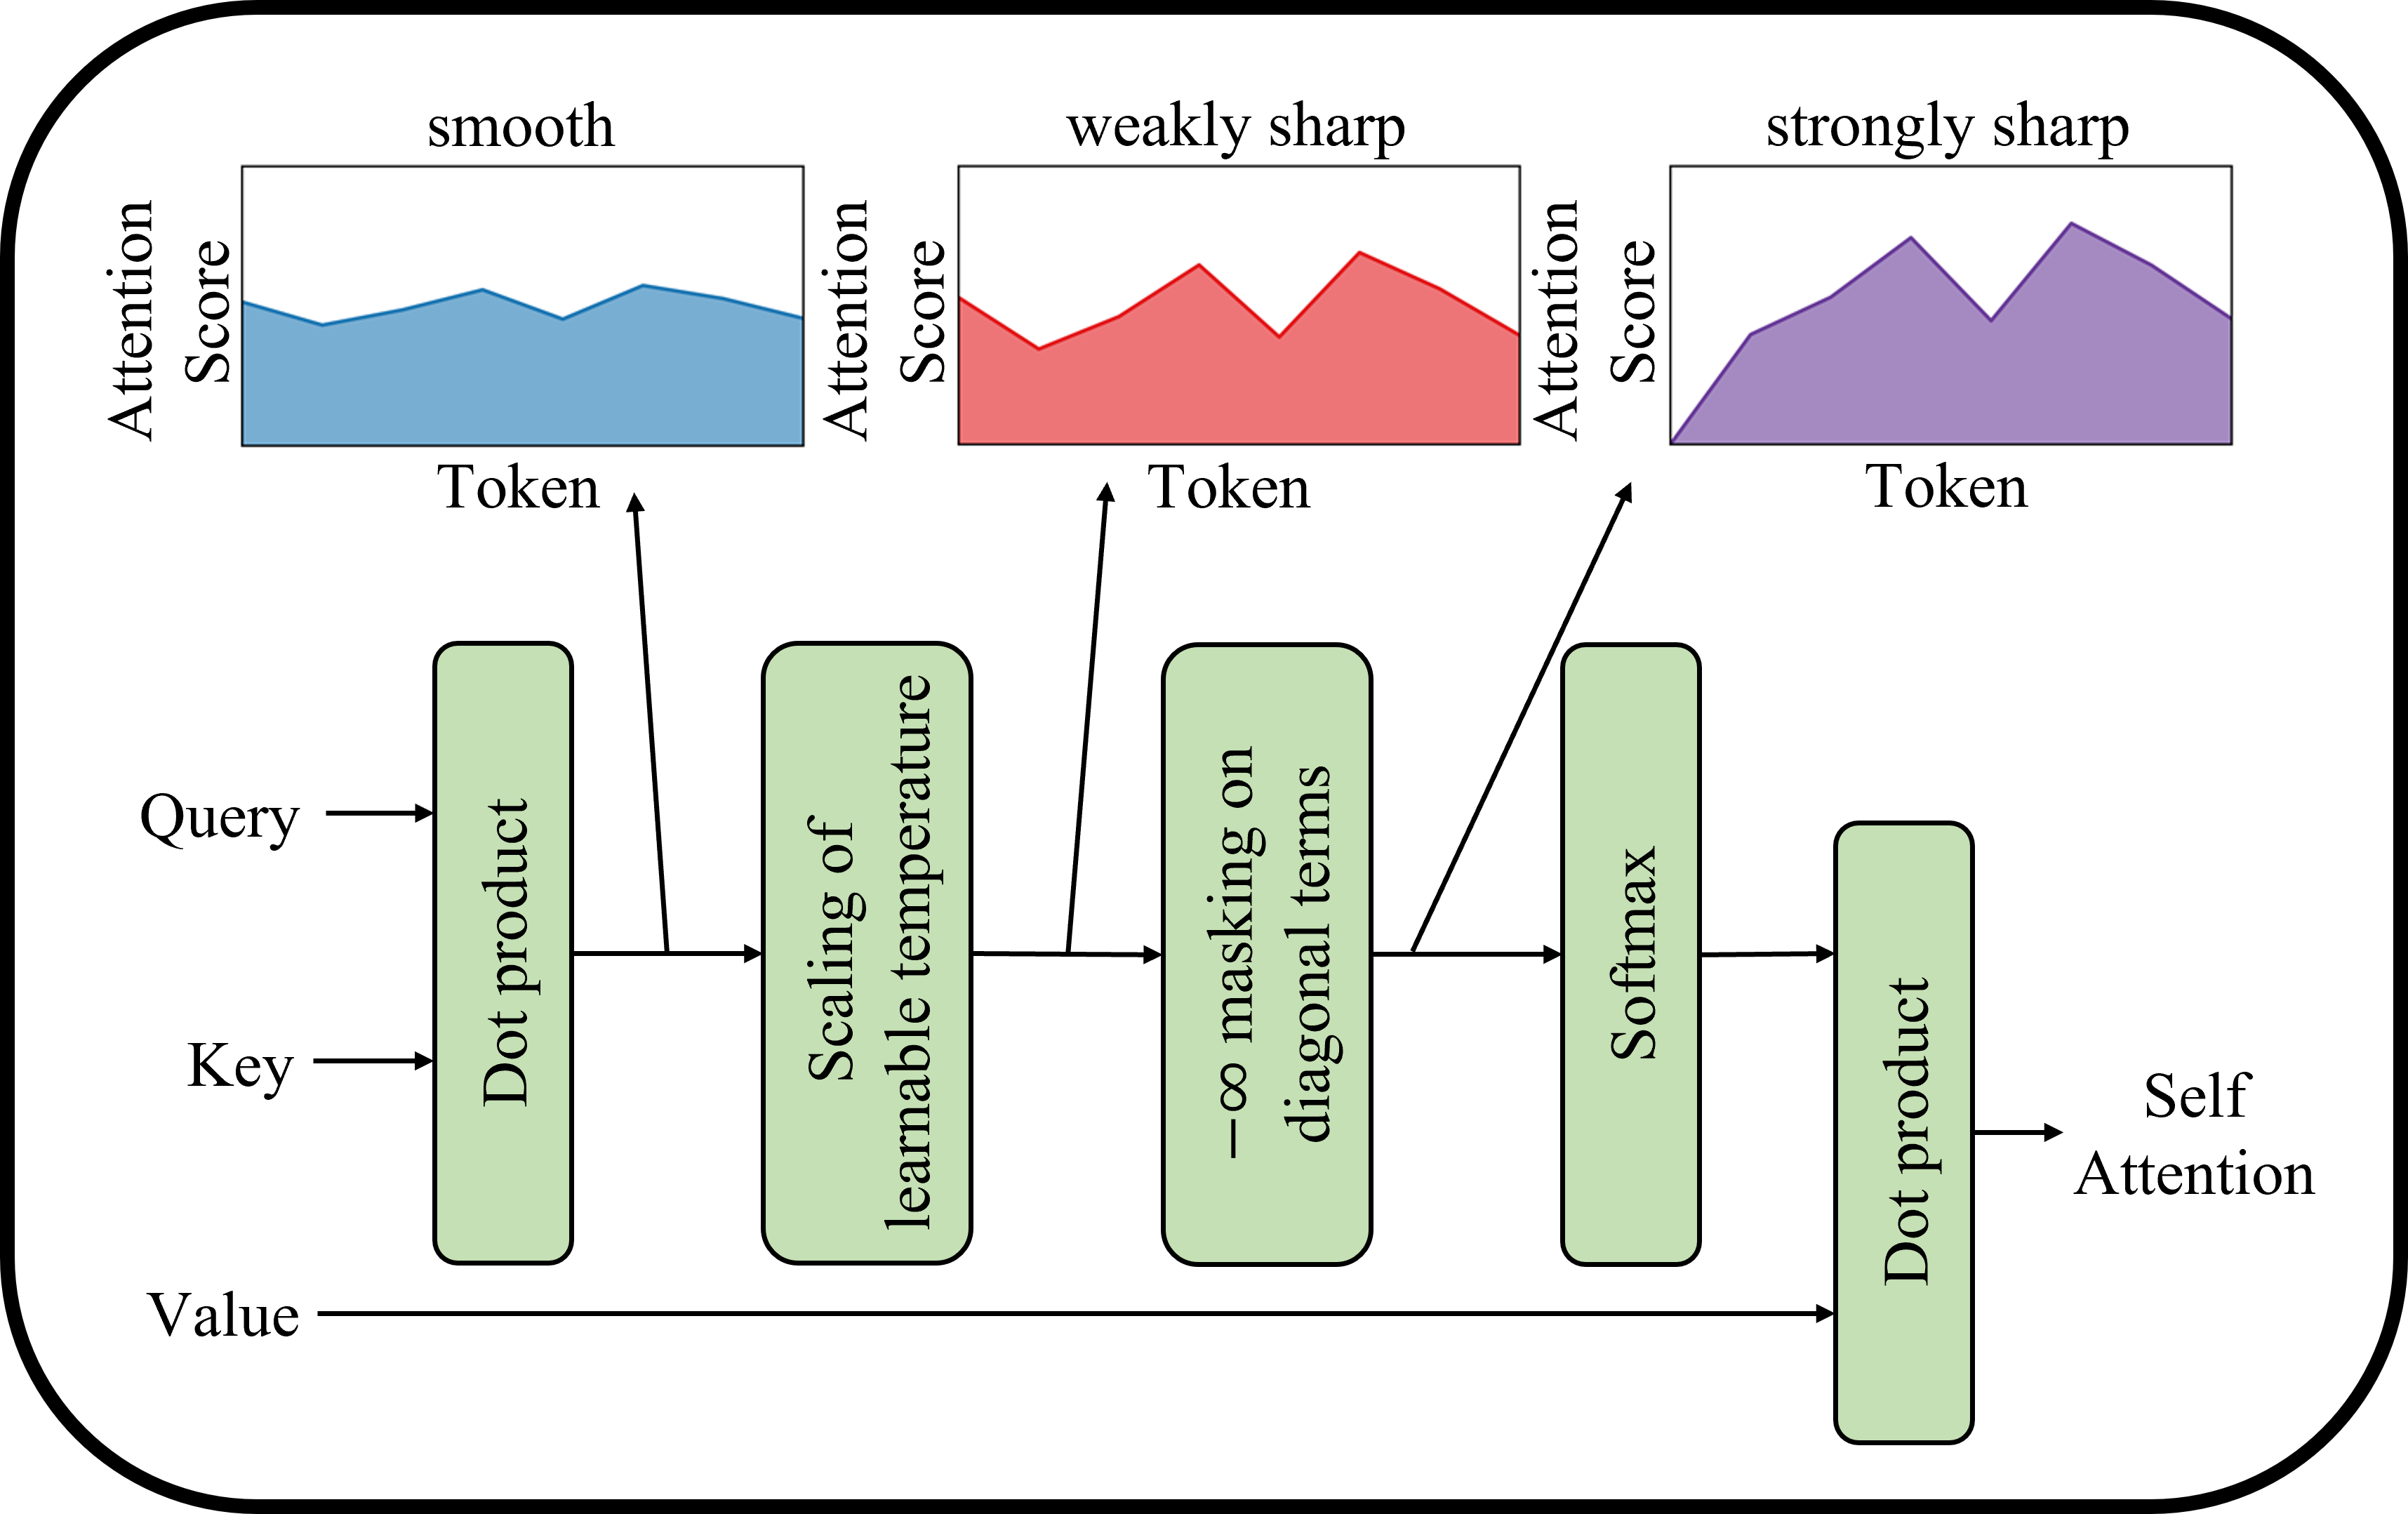 smooth
weakly sharp
strongly sharp
Attention
Score
Attention
Score
Attention
Score
Token
Token
Token
Query
Key
Value
Dot product
Scaling of
learnable temperature
−∞ masking on
diagonal terms
Softmax
Dot product
Self
Attention